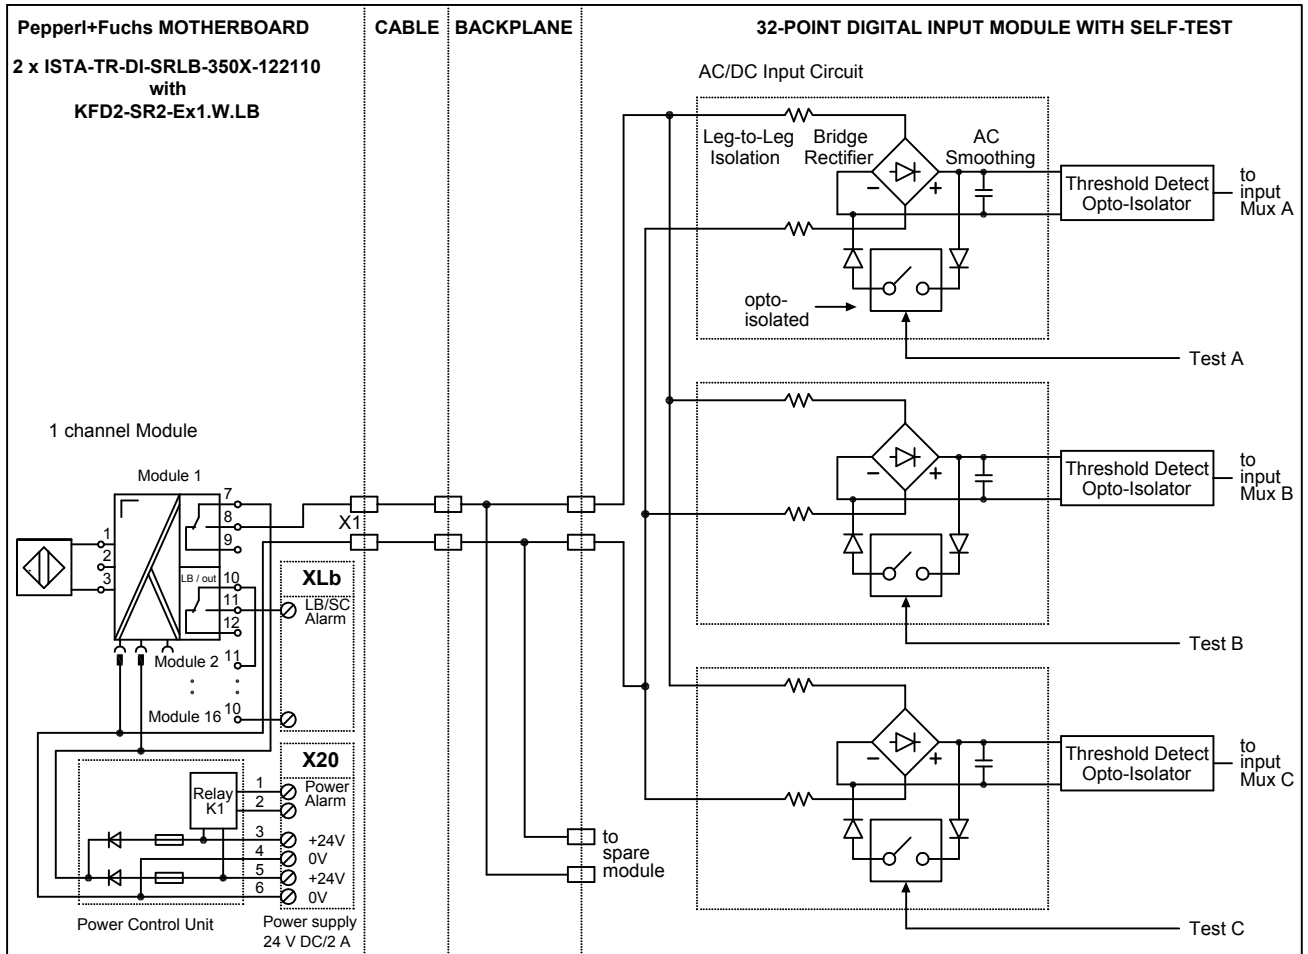 Pepperl+Fuchs MOTHERBOARD
2 x ISTA-TR-DI-SRLB-350X-122110
with
KFD2-SR2-Ex1.W.LB
CABLE
BACKPLANE
32-POINT DIGITAL INPUT MODULE WITH SELF-TEST
AC/DC Input Circuit
Leg-to-Leg
Isolation
Bridge
Rectifier
AC
Smoothing
− +
Threshold Detect
Opto-Isolator
to
input
Mux A
opto-
isolated
Test A
− +
Threshold Detect
Opto-Isolator
to
input
Mux B
Test B
− +
Threshold Detect
Opto-Isolator
to
input
Mux C
Test C
1 channel Module
Module 1
1
2
3
7
8
9
LB / out
10
11
12
Module 2
11
Module 16
10
X1
XLb
LB/SC
Alarm
X20
Relay
K1
1
2
Power
Alarm
3
+24V
4
0V
5
+24V
6
0V
Power Control Unit
Power supply
24 V DC/2 A
to
spare
module